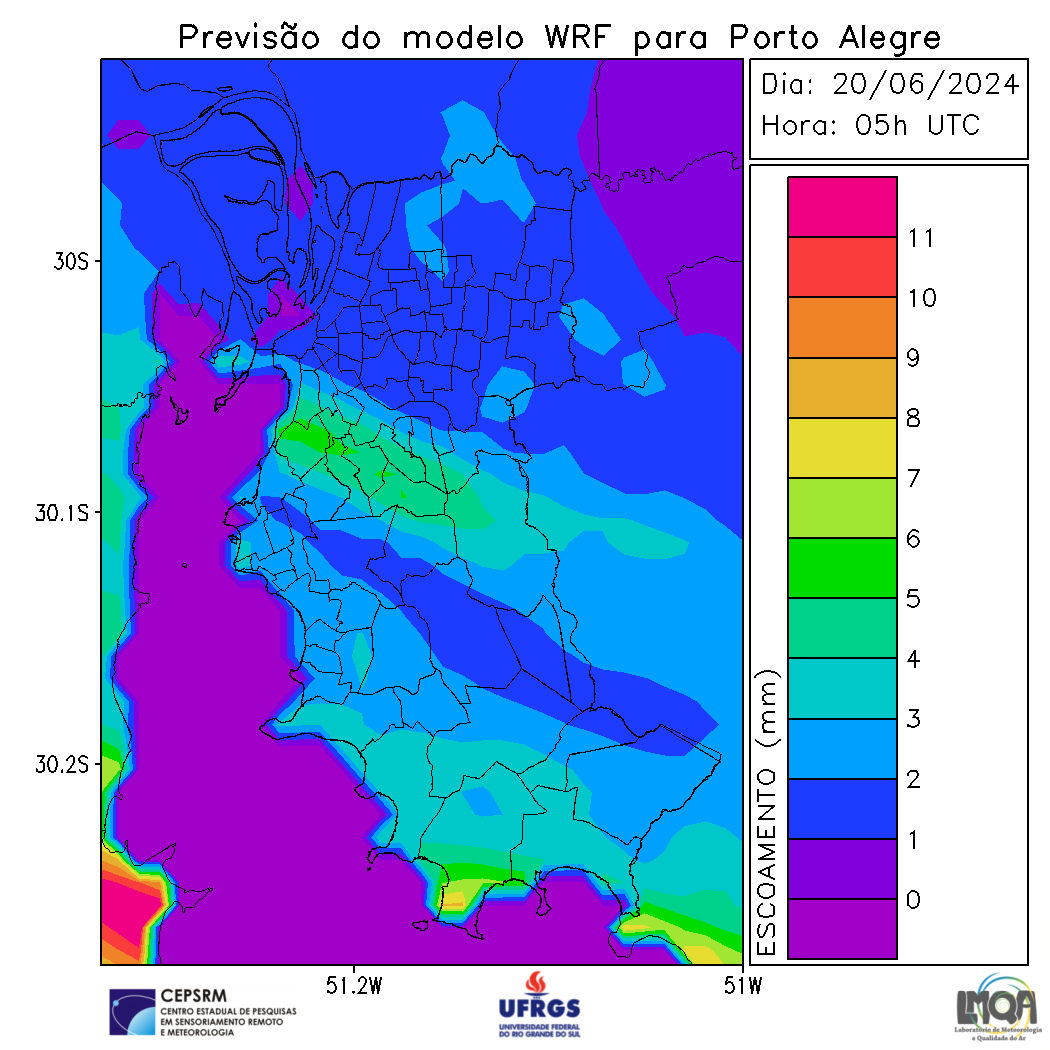 Previsão do modelo WRF para Porto Alegre
Dia: 20/06/2024
Hora: 05h UTC
30S
30.1S
30.2S
51.2W
51W
ESCOAMENTO (mm)
11
10
9
8
7
6
5
4
3
2
1
0
CEPSRM
CENTRO ESTADUAL DE PESQUISAS
EM SENSORIAMENTO REMOTO
E METEOROLOGIA
UFRGS
UNIVERSIDADE FEDERAL
DO RIO GRANDE DO SUL
LMQA
Laboratório de Meteorologia
e Qualidade do Ar